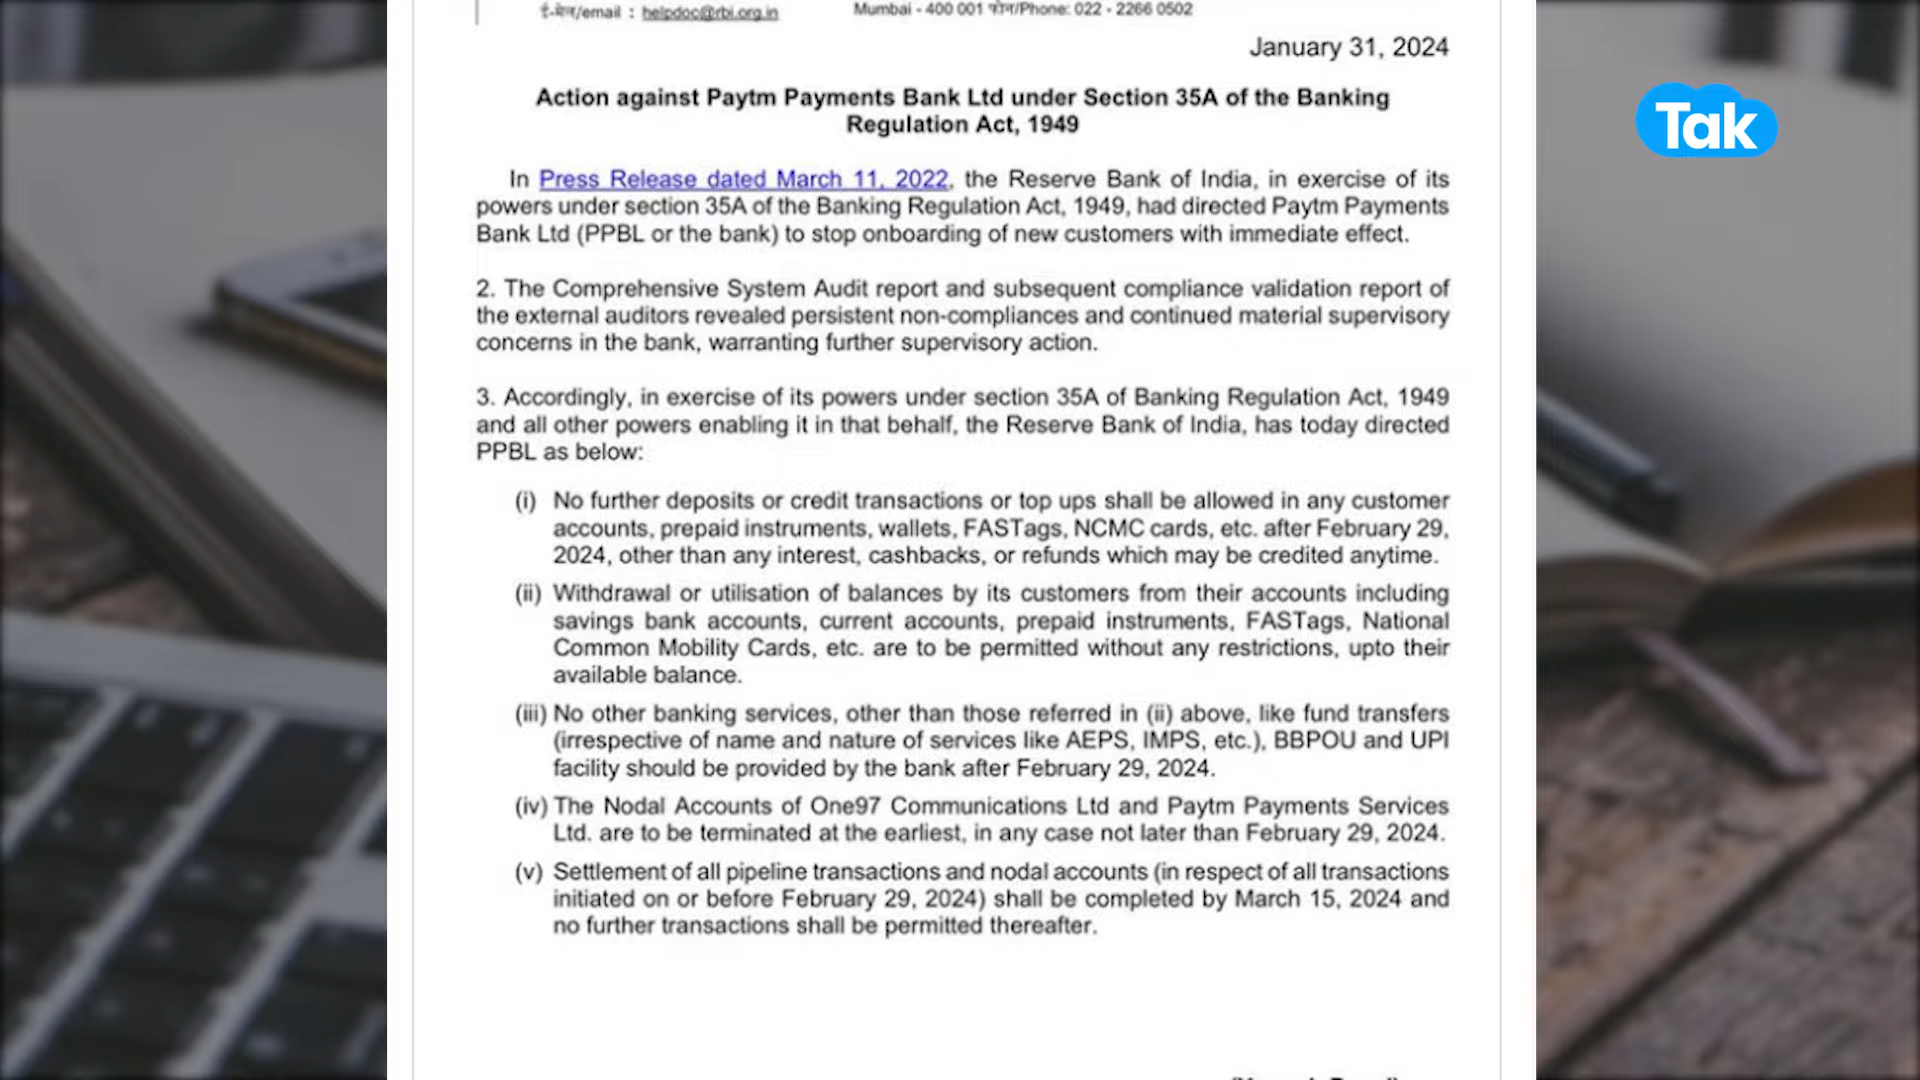 ई-मेल/email : helpdoc@rbi.org.in
Mumbai - 400 001 फोन/Phone: 022 - 2266 0502
January 31, 2024
Tak
Action against Paytm Payments Bank Ltd under Section 35A of the Banking
Regulation Act, 1949
In Press Release dated March 11, 2022, the Reserve Bank of India, in exercise of its
powers under section 35A of the Banking Regulation Act, 1949, had directed Paytm Payments
Bank Ltd (PPBL or the bank) to stop onboarding of new customers with immediate effect.
2. The Comprehensive System Audit report and subsequent compliance validation report of
the external auditors revealed persistent non-compliances and continued material supervisory
concerns in the bank, warranting further supervisory action.
3. Accordingly, in exercise of its powers under section 35A of Banking Regulation Act, 1949
and all other powers enabling it in that behalf, the Reserve Bank of India, has today directed
PPBL as below:
(i) No further deposits or credit transactions or top ups shall be allowed in any customer
accounts, prepaid instruments, wallets, FASTags, NCMC cards, etc. after February 29,
2024, other than any interest, cashbacks, or refunds which may be credited anytime.
(ii) Withdrawal or utilisation of balances by its customers from their accounts including
savings bank accounts, current accounts, prepaid instruments, FASTags, National
Common Mobility Cards, etc. are to be permitted without any restrictions, upto their
available balance.
(iii) No other banking services, other than those referred in (ii) above, like fund transfers
(irrespective of name and nature of services like AEPS, IMPS, etc.), BBPOU and UPI
facility should be provided by the bank after February 29, 2024.
(iv) The Nodal Accounts of One97 Communications Ltd and Paytm Payments Services
Ltd. are to be terminated at the earliest, in any case not later than February 29, 2024.
(v) Settlement of all pipeline transactions and nodal accounts (in respect of all transactions
initiated on or before February 29, 2024) shall be completed by March 15, 2024 and
no further transactions shall be permitted thereafter.